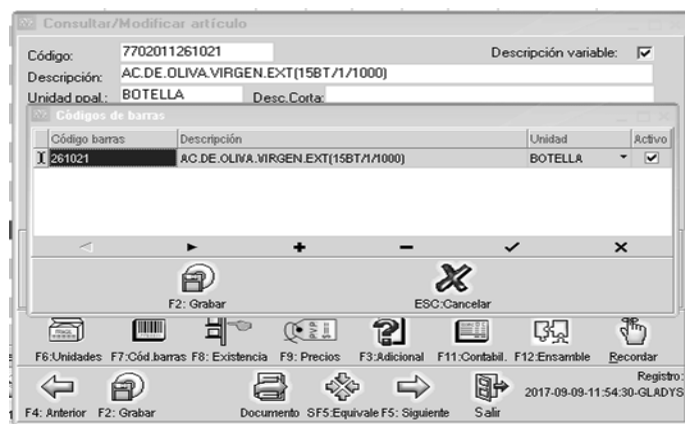 Consultar/Modificar artículo
Código: 7702011261021 Descripción variable:
Descripción: AC.DE.OLIVA.VIRGEN.EXT(15BT/1/1000)
Unidad ppal.: BOTELLA Desc.Corta:
Códigos de barras
Código barras Descripción Unidad Activo
261021 AC.DE.OLIVA.VIRGEN.EXT(15BT/1/1000) BOTELLA
F2: Grabar ESC:Cancelar
F6:Unidades F7:Cód.barras F8: Existencia F9: Precios F3:Adicional F11:Contabil. F12:Ensamble Recordar
Registro:
2017-09-09-11:54:30-GLADYS
F4: Anterior F2: Grabar Documento SF5:Equivale F5: Siguiente Salir